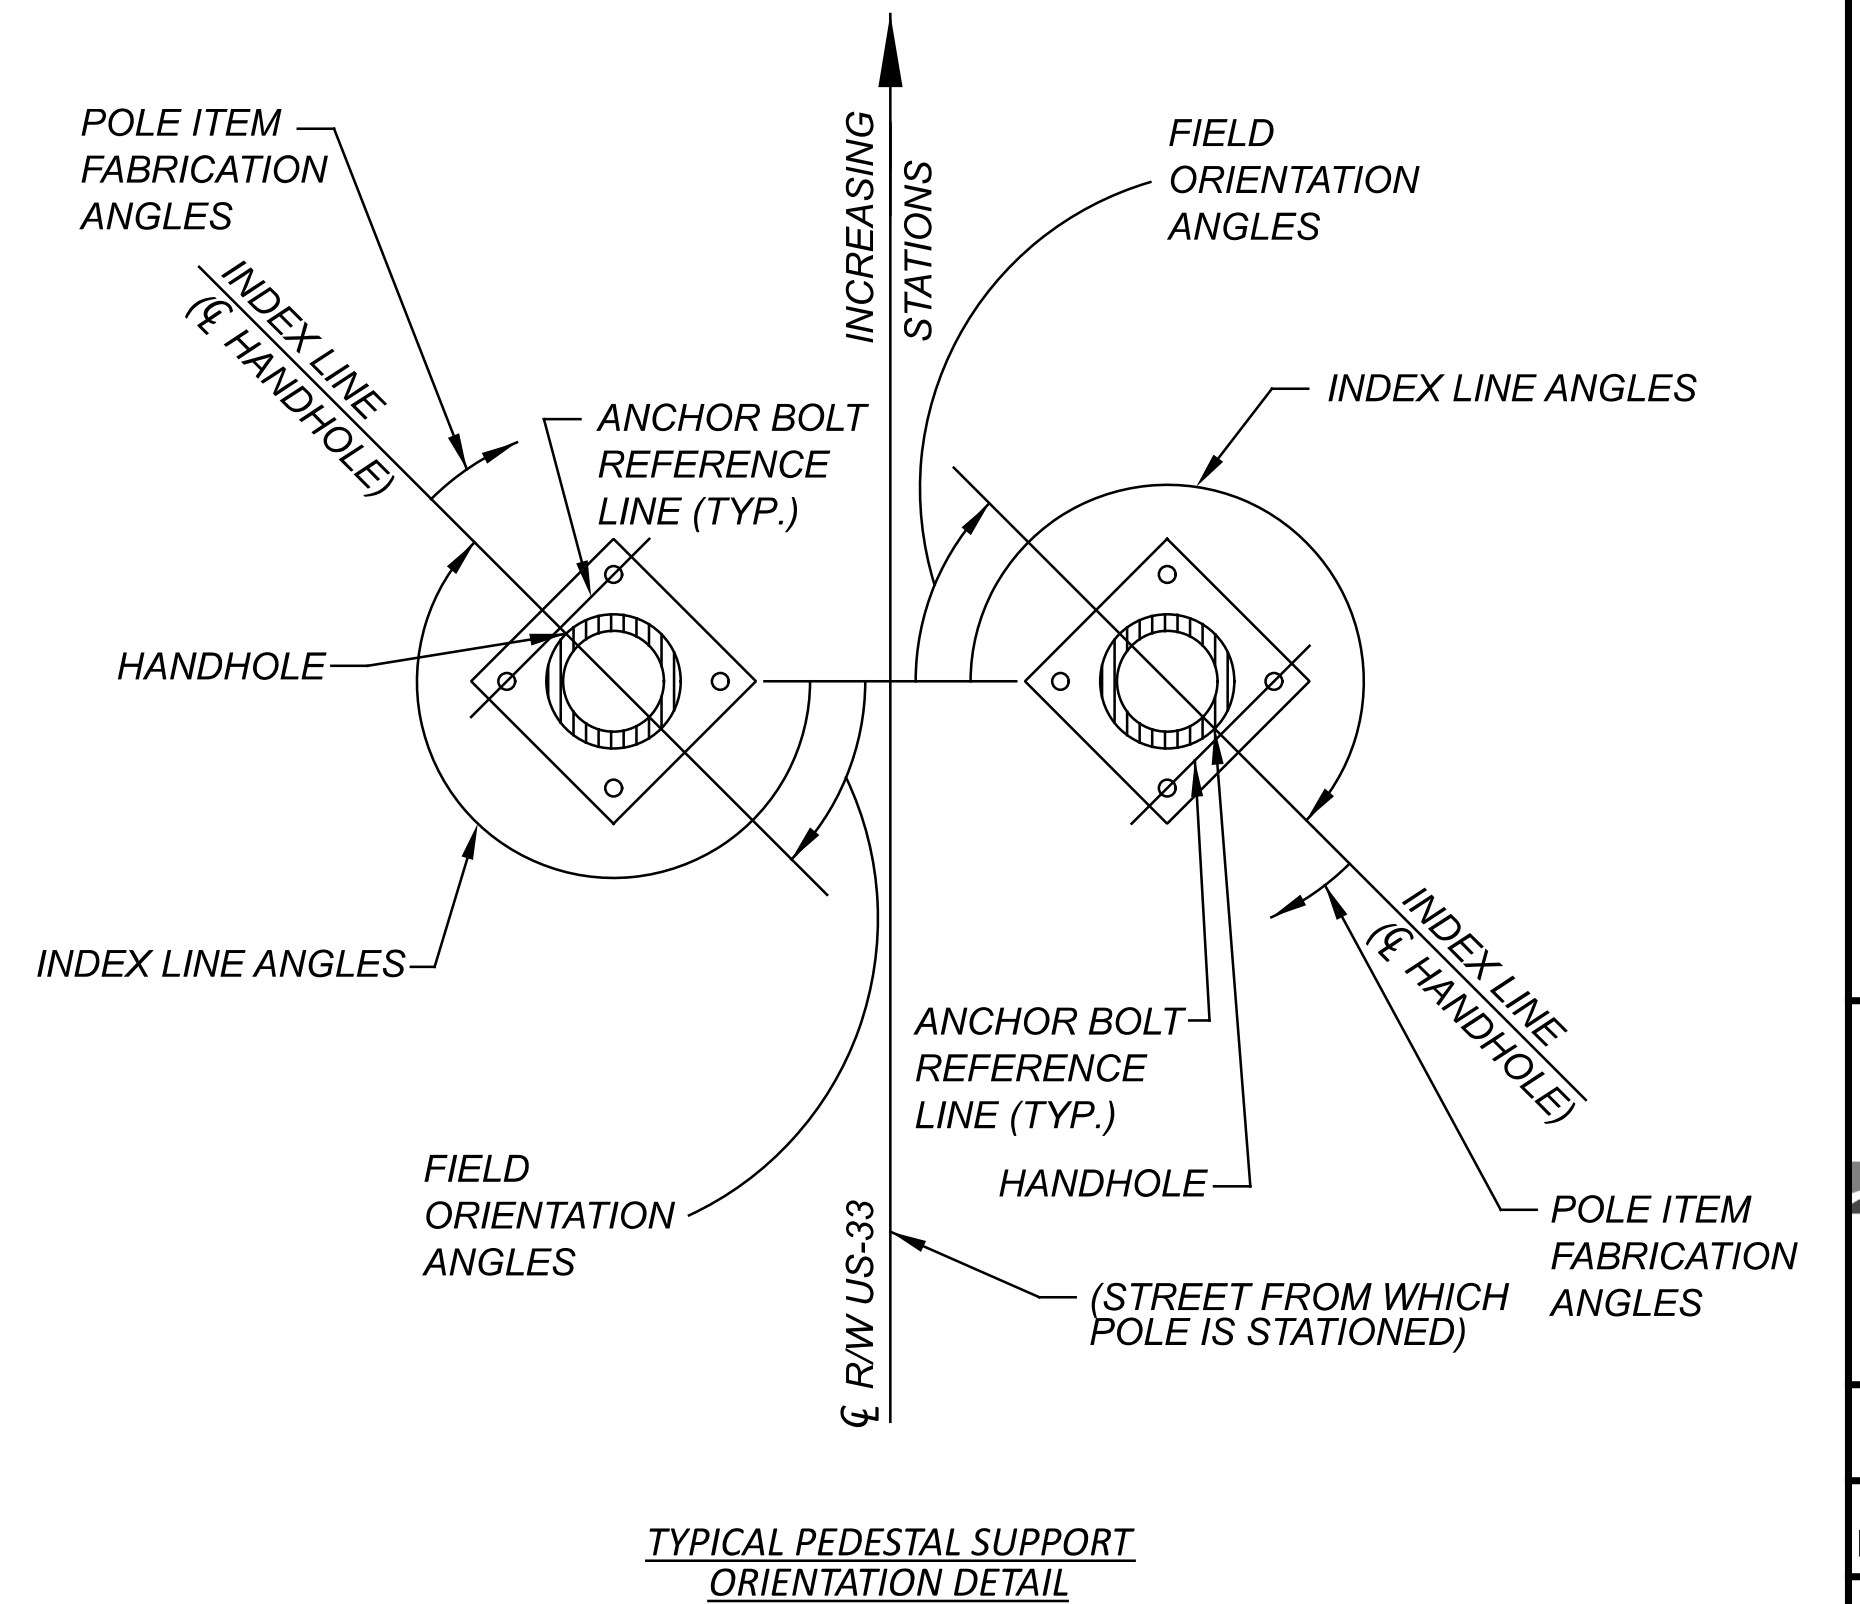 POLE ITEM
FABRICATION
ANGLES
INCREASING
STATIONS
FIELD
ORIENTATION
ANGLES
INDEX LINE
(℄ HANDHOLE)
INDEX LINE ANGLES
ANCHOR BOLT
REFERENCE
LINE (TYP.)
HANDHOLE
INDEX LINE ANGLES
INDEX LINE
(℄ HANDHOLE)
ANCHOR BOLT
REFERENCE
LINE (TYP.)
HANDHOLE
FIELD
ORIENTATION
ANGLES
℄ R/W US-33
POLE ITEM
FABRICATION
ANGLES
(STREET FROM WHICH
POLE IS STATIONED)
TYPICAL PEDESTAL SUPPORT
ORIENTATION DETAIL